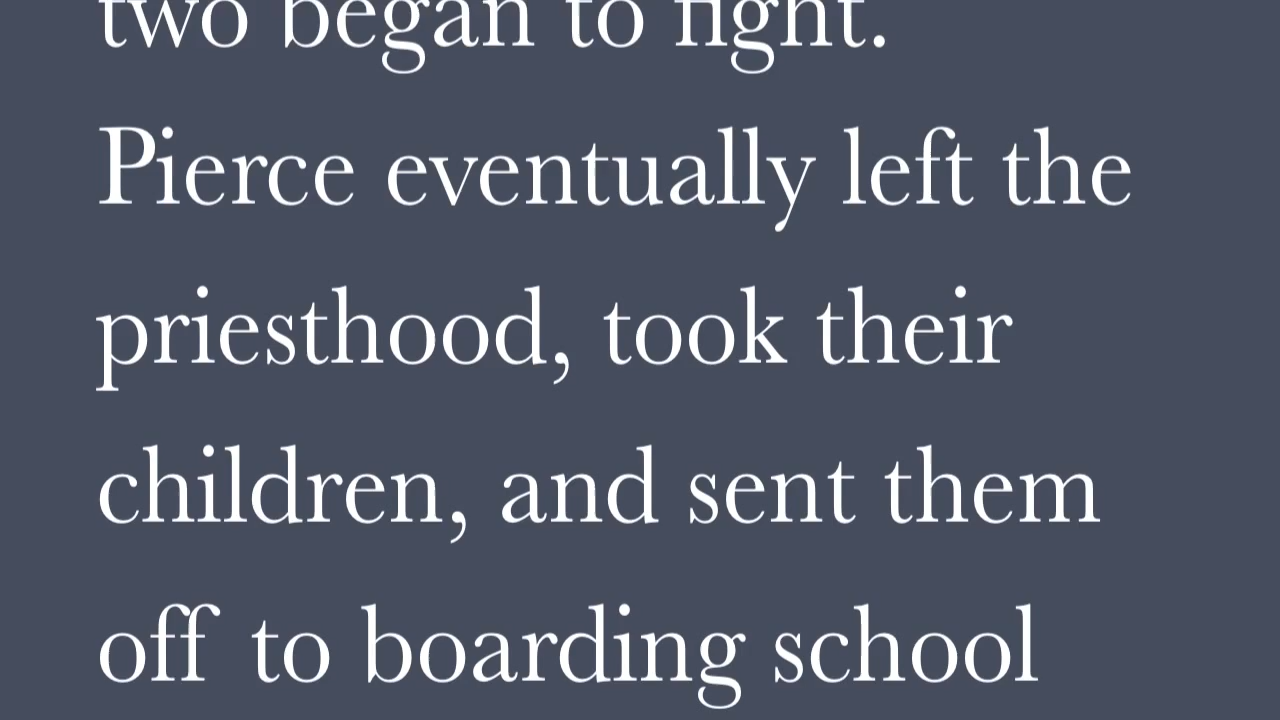 two began to fight.
Pierce eventually left the
priesthood, took their
children, and sent them
off to boarding school